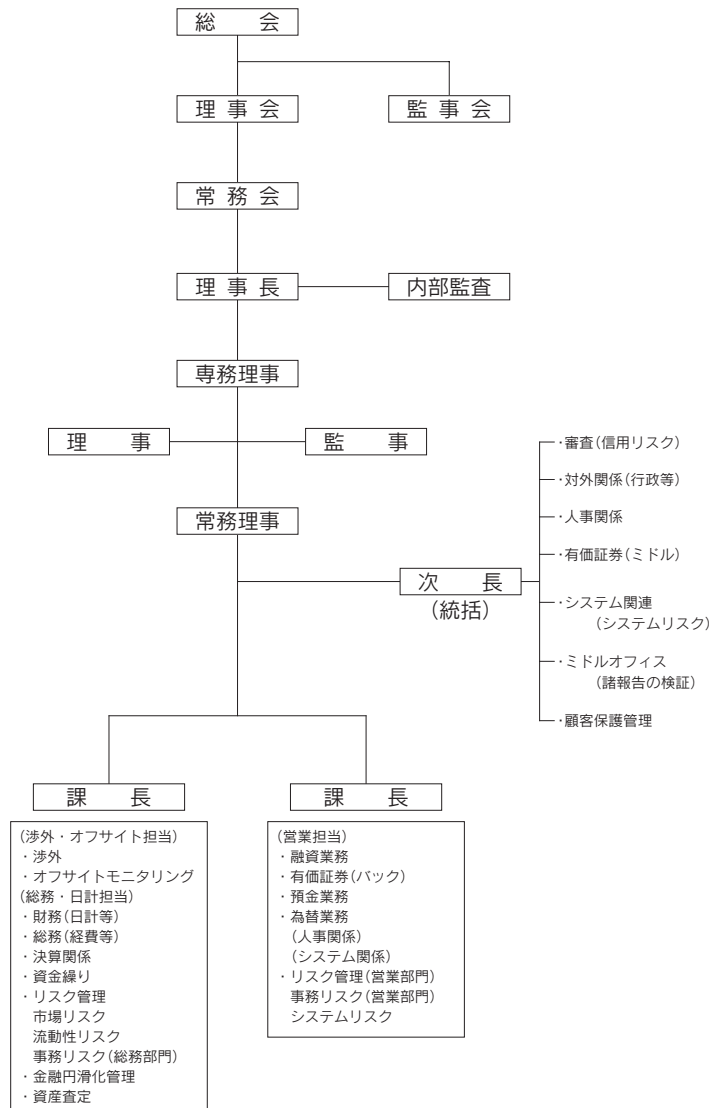 総会
理事会
監事会
常務会
理事長
内部監査
専務理事
理事
監事
常務理事
次長
(統括)
・審査(信用リスク)
・対外関係(行政等)
・人事関係
・有価証券(ミドル)
・システム関連
(システムリスク)
・ミドルオフィス
(諸報告の検証)
・顧客保護管理
課長
(渉外・オフサイト担当)
・渉外
・オフサイトモニタリング
(総務・日計担当)
・財務(日計等)
・総務(経費等)
・決算関係
・資金繰り
・リスク管理
市場リスク
流動性リスク
事務リスク(総務部門)
・金融円滑化管理
・資産査定
課長
(営業担当)
・融資業務
・有価証券(バック)
・預金業務
・為替業務
(人事関係)
(システム関係)
・リスク管理(営業部門)
事務リスク(営業部門)
システムリスク